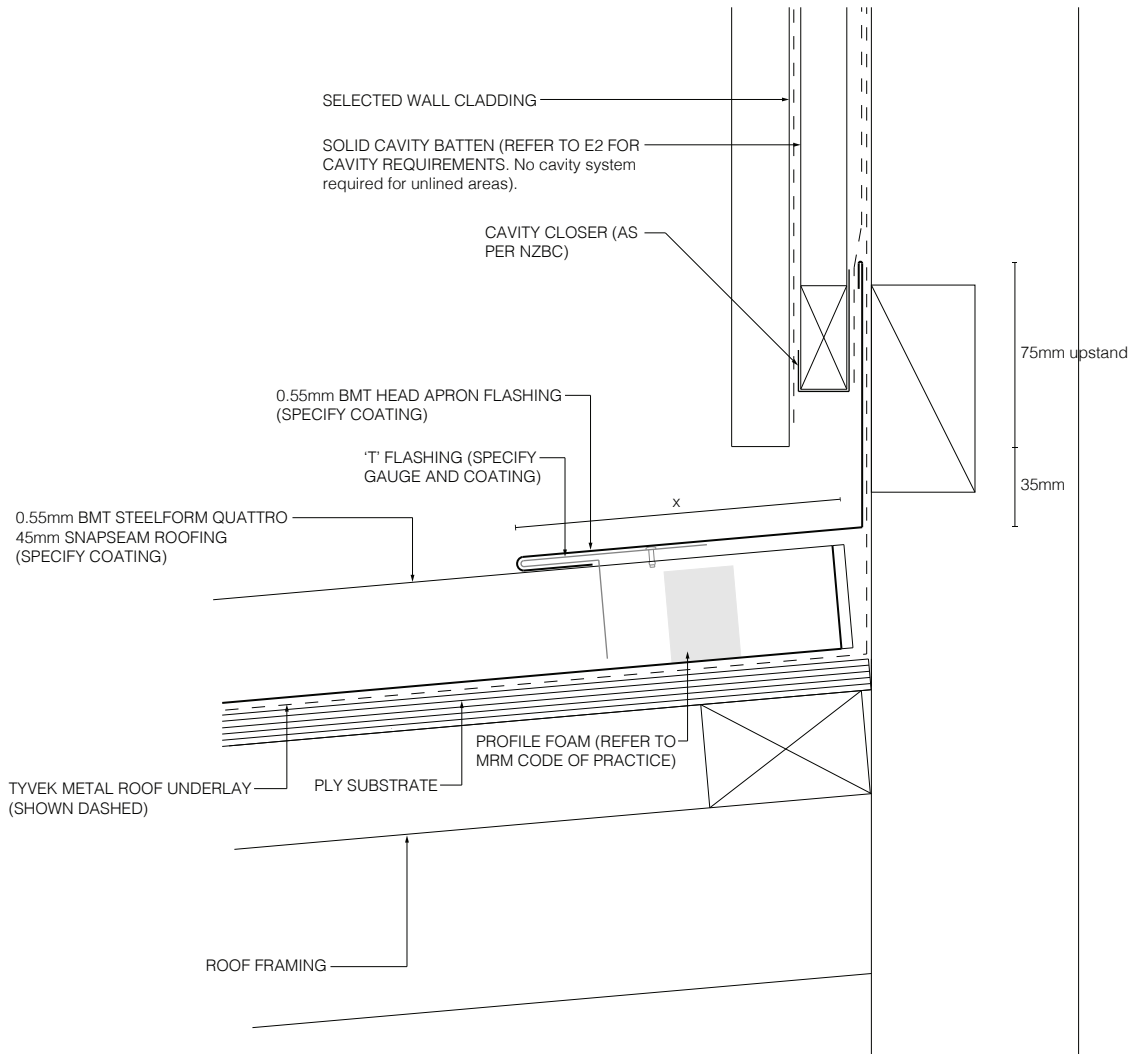 SELECTED WALL CLADDING
SOLID CAVITY BATTEN (REFER TO E2 FOR
CAVITY REQUIREMENTS. No cavity system
required for unlined areas).
CAVITY CLOSER (AS
PER NZBC)
75mm upstand
0.55mm BMT HEAD APRON FLASHING
(SPECIFY COATING)
'T' FLASHING (SPECIFY
GAUGE AND COATING)
35mm
x
0.55mm BMT STEELFORM QUATTRO
45mm SNAPSEAM ROOFING
(SPECIFY COATING)
PROFILE FOAM (REFER TO
MRM CODE OF PRACTICE)
TYVEK METAL ROOF UNDERLAY
(SHOWN DASHED)
PLY SUBSTRATE
ROOF FRAMING